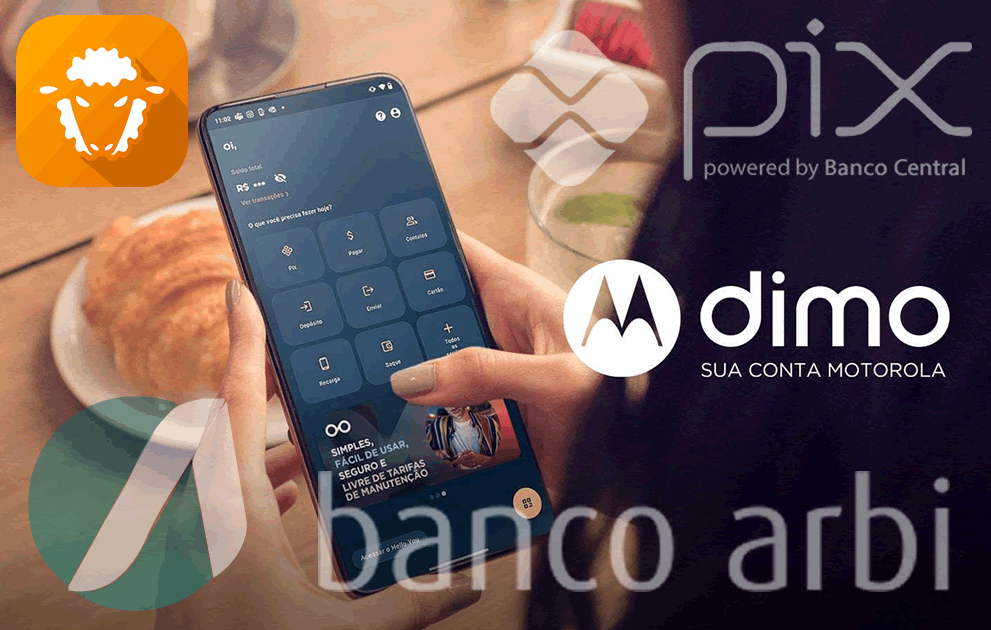 pix
powered by Banco Central
dimo
SUA CONTA MOTOROLA
banco arbi
11:02
oi,
Saldo total
R$ •••
Ver transações >
O que você precisa fazer hoje?
Pix
Pagar
Contatos
Depósito
Enviar
Cartão
Recarga
Saque
Todos
os
SIMPLES,
FÁCIL DE USAR,
SEGURO E
LIVRE DE TARIFAS
DE MANUTENÇÃO
Acessar o Hello You